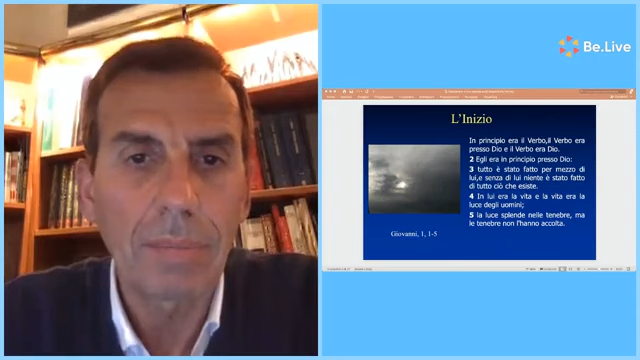 Be.Live
L'Inizio
In principio era il Verbo,il Verbo era
presso Dio e il Verbo era Dio.
2 Egli era in principio presso Dio:
3 tutto è stato fatto per mezzo di
lui,e senza di lui niente è stato fatto
di tutto ciò che esiste.
4 In lui era la vita e la vita era la
luce degli uomini;
5 la luce splende nelle tenebre, ma
le tenebre non l'hanno accolta.
Giovanni, 1, 1-5